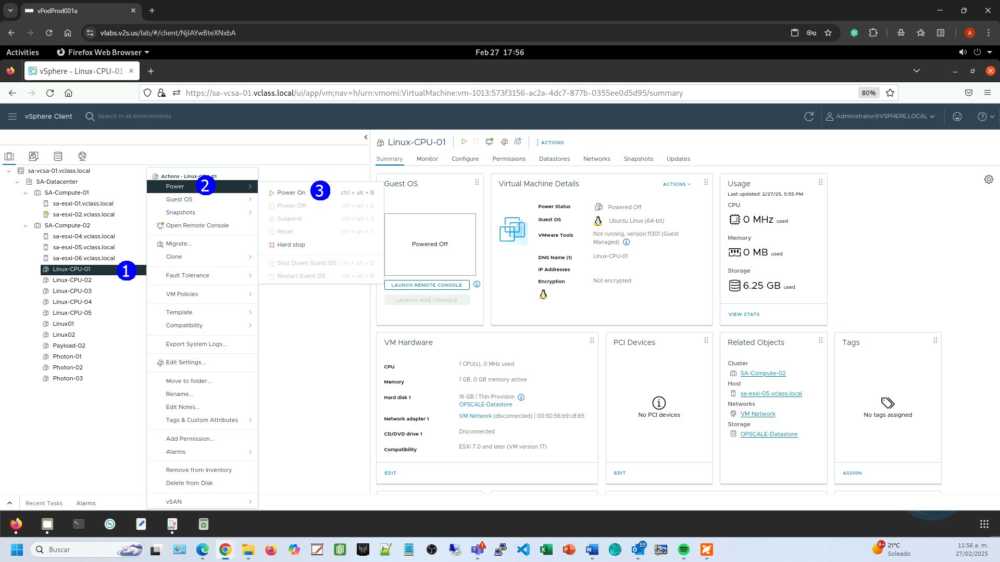 vPodProd001a
vlabs.v2s.us/lab/#/client/NjIAYwBteXNxbA
A
Activities
Firefox Web Browser
Feb 27 17:56
vSphere - Linux-CPU-01
https://sa-vcsa-01.vclass.local/ui/app/vm;nav=h/urn:vmomi:VirtualMachine:vm-1013:573f3156-ac2a-4dc7-877b-0355ee0d5d95/summary
80%
vSphere Client
Search in all environments
Administrator@VSPHERE.LOCAL
sa-vcsa-01.vclass.local
SA-Datacenter
SA-Compute-01
sa-esxi-01.vclass.local
sa-esxi-02.vclass.local
SA-Compute-02
sa-esxi-04.vclass.local
sa-esxi-05.vclass.local
sa-esxi-06.vclass.local
Linux-CPU-01
1
Linux-CPU-02
Linux-CPU-03
Linux-CPU-04
Linux-CPU-05
Linux01
Linux02
Payload-02
Photon-01
Photon-02
Photon-03
Actions - Linux-CPU-01
Power
2
Guest OS
Snapshots
Open Remote Console
Migrate...
Clone
Fault Tolerance
VM Policies
Template
Compatibility
Export System Logs...
Edit Settings...
Move to folder...
Rename...
Edit Notes...
Tags & Custom Attributes
Add Permission...
Alarms
Remove from Inventory
Delete from Disk
vSAN
Power On
3
ctrl + alt + B
Power Off ctrl + alt + E
Suspend ctrl + alt + Z
Reset ctrl + alt + T
Hard stop
Shut Down Guest OS ctrl + alt + D
Restart Guest OS ctrl + alt + R
Linux-CPU-01
ACTIONS
Summary Monitor Configure Permissions Datastores Networks Snapshots Updates
Guest OS
Powered Off
LAUNCH REMOTE CONSOLE
LAUNCH WEB CONSOLE
Virtual Machine Details
ACTIONS
Power Status Powered Off
Guest OS Ubuntu Linux (64-bit)
VMware Tools Not running, version:11301 (Guest
Managed)
DNS Name (1) Linux-CPU-01
IP Addresses
Encryption Not encrypted
Usage
Last updated: 2/27/25, 5:55 PM
CPU
0 MHz used
Memory
0 MB used
Storage
6.25 GB used
VIEW STATS
VM Hardware
CPU 1 CPU(s), 0 MHz used
Memory 1 GB, 0 GB memory active
Hard disk 1 16 GB | Thin Provision
OPSCALE-Datastore
Network adapter 1 VM Network (disconnected) | 00:50:56:b9:c8:65
CD/DVD drive 1 Disconnected
Compatibility ESXi 7.0 and later (VM version 17)
EDIT
PCI Devices
No PCI devices
EDIT
Related Objects
Cluster
SA-Compute-02
Host
sa-esxi-05.vclass.local
Networks
VM Network
Storage
OPSCALE-Datastore
Tags
No tags assigned
ASSIGN
Recent Tasks Alarms
Buscar
9+
21°C
Soleado
11:56 a. m.
27/02/2025